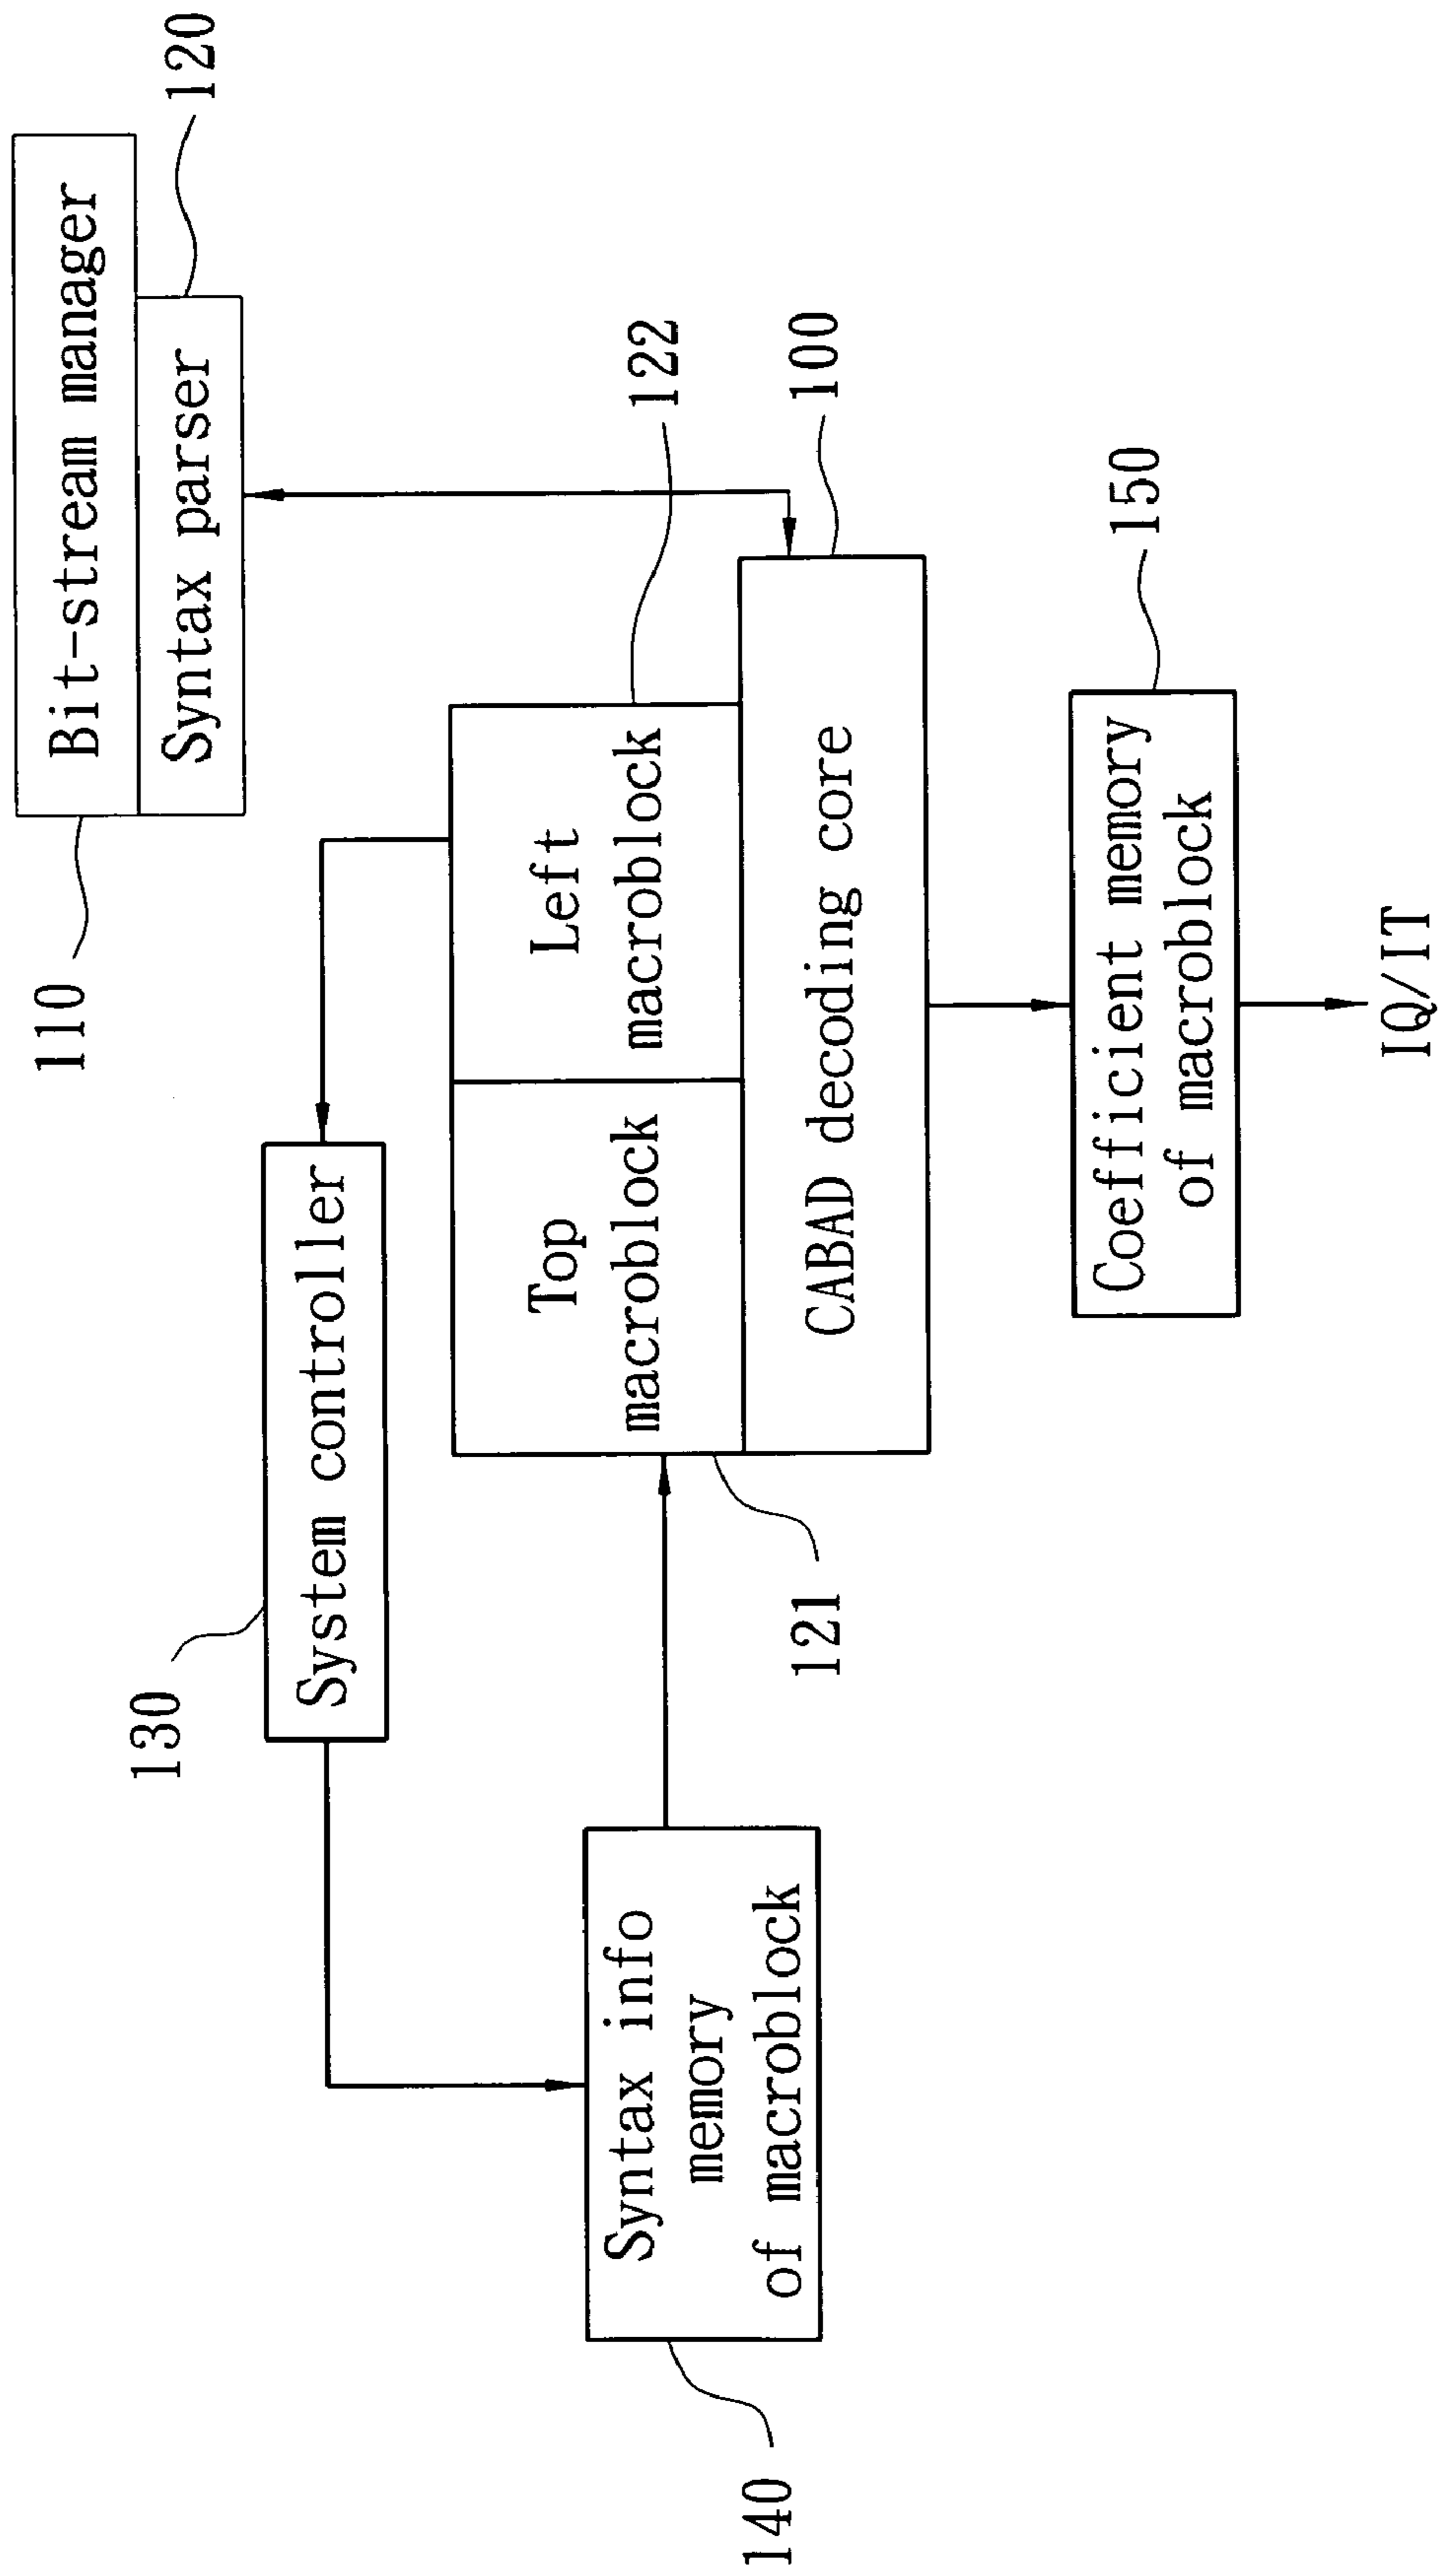 Bit-stream manager
110
Syntax parser
120
130
System controller
Top
macroblock
Left
macroblock
122
CABAD decoding core
100
121
Syntax info
memory
of macroblock
140
Coefficient memory
of macroblock
150
IQ/IT